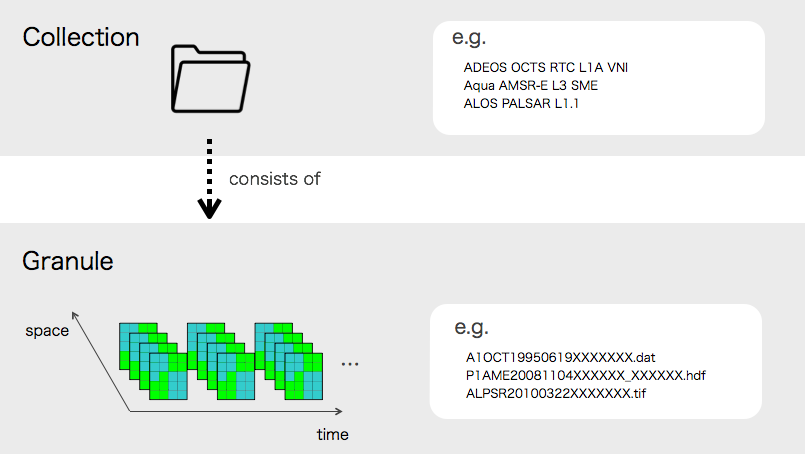 Collection
e.g.
ADEOS OCTS RTC L1A VNI
Aqua AMSR-E L3 SME
ALOS PALSAR L1.1
consists of
Granule
space
...
time
e.g.
A1OCT19950619XXXXXXX.dat
P1AME20081104XXXXXX_XXXXXX.hdf
ALPSR20100322XXXXXXX.tif